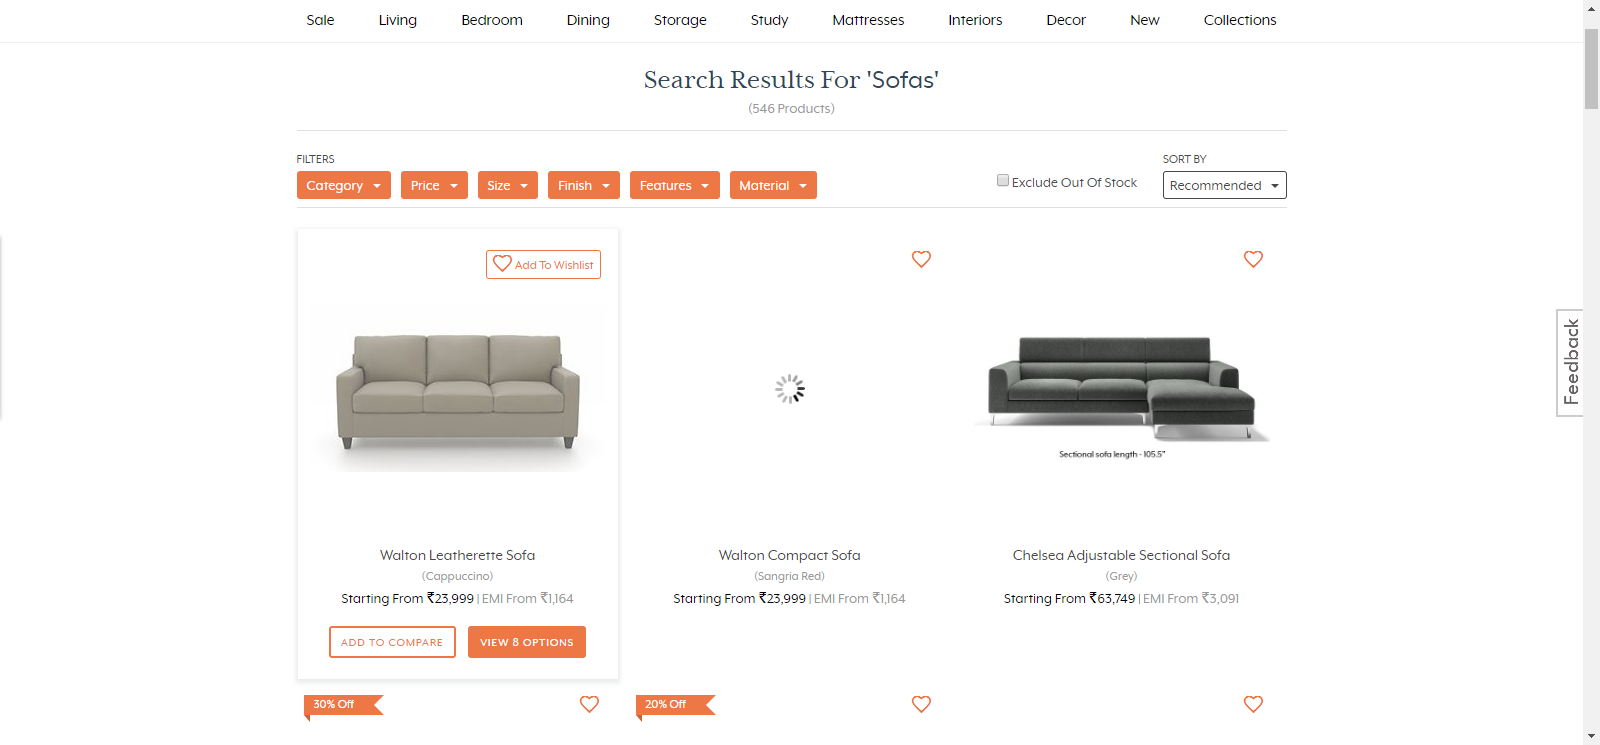 Sale Living Bedroom Dining Storage Study Mattresses Interiors Decor New Collections
Search Results For 'Sofas'
(546 Products)
FILTERS
SORT BY
Category Price Size Finish Features Material
Exclude Out Of Stock
Recommended
Add To Wishlist
Feedback
Sectional sofa length - 105.5"
Walton Leatherette Sofa
(Cappuccino)
Starting From ₹23,999 | EMI From ₹1,164
ADD TO COMPARE
VIEW 8 OPTIONS
Walton Compact Sofa
(Sangria Red)
Starting From ₹23,999 | EMI From ₹1,164
Chelsea Adjustable Sectional Sofa
(Grey)
Starting From ₹63,749 | EMI From ₹3,091
30% Off
20% Off